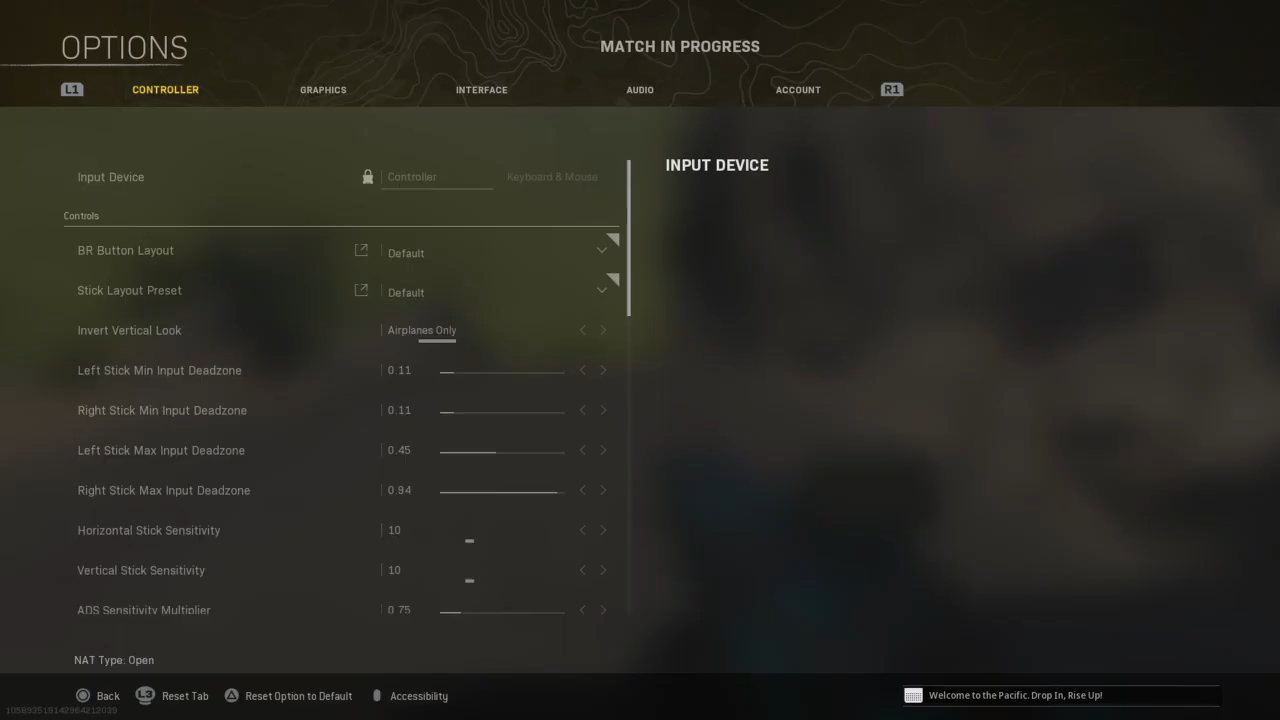 OPTIONS
MATCH IN PROGRESS
L1 CONTROLLER GRAPHICS INTERFACE AUDIO ACCOUNT R1
Input Device Controller Keyboard & Mouse
INPUT DEVICE
Controls
BR Button Layout Default
Stick Layout Preset Default
Invert Vertical Look Airplanes Only
Left Stick Min Input Deadzone 0.11
Right Stick Min Input Deadzone 0.11
Left Stick Max Input Deadzone 0.45
Right Stick Max Input Deadzone 0.94
Horizontal Stick Sensitivity 10
Vertical Stick Sensitivity 10
ADS Sensitivity Multiplier 0.75
NAT Type: Open
Back L3 Reset Tab Reset Option to Default Accessibility
Welcome to the Pacific. Drop In, Rise Up!